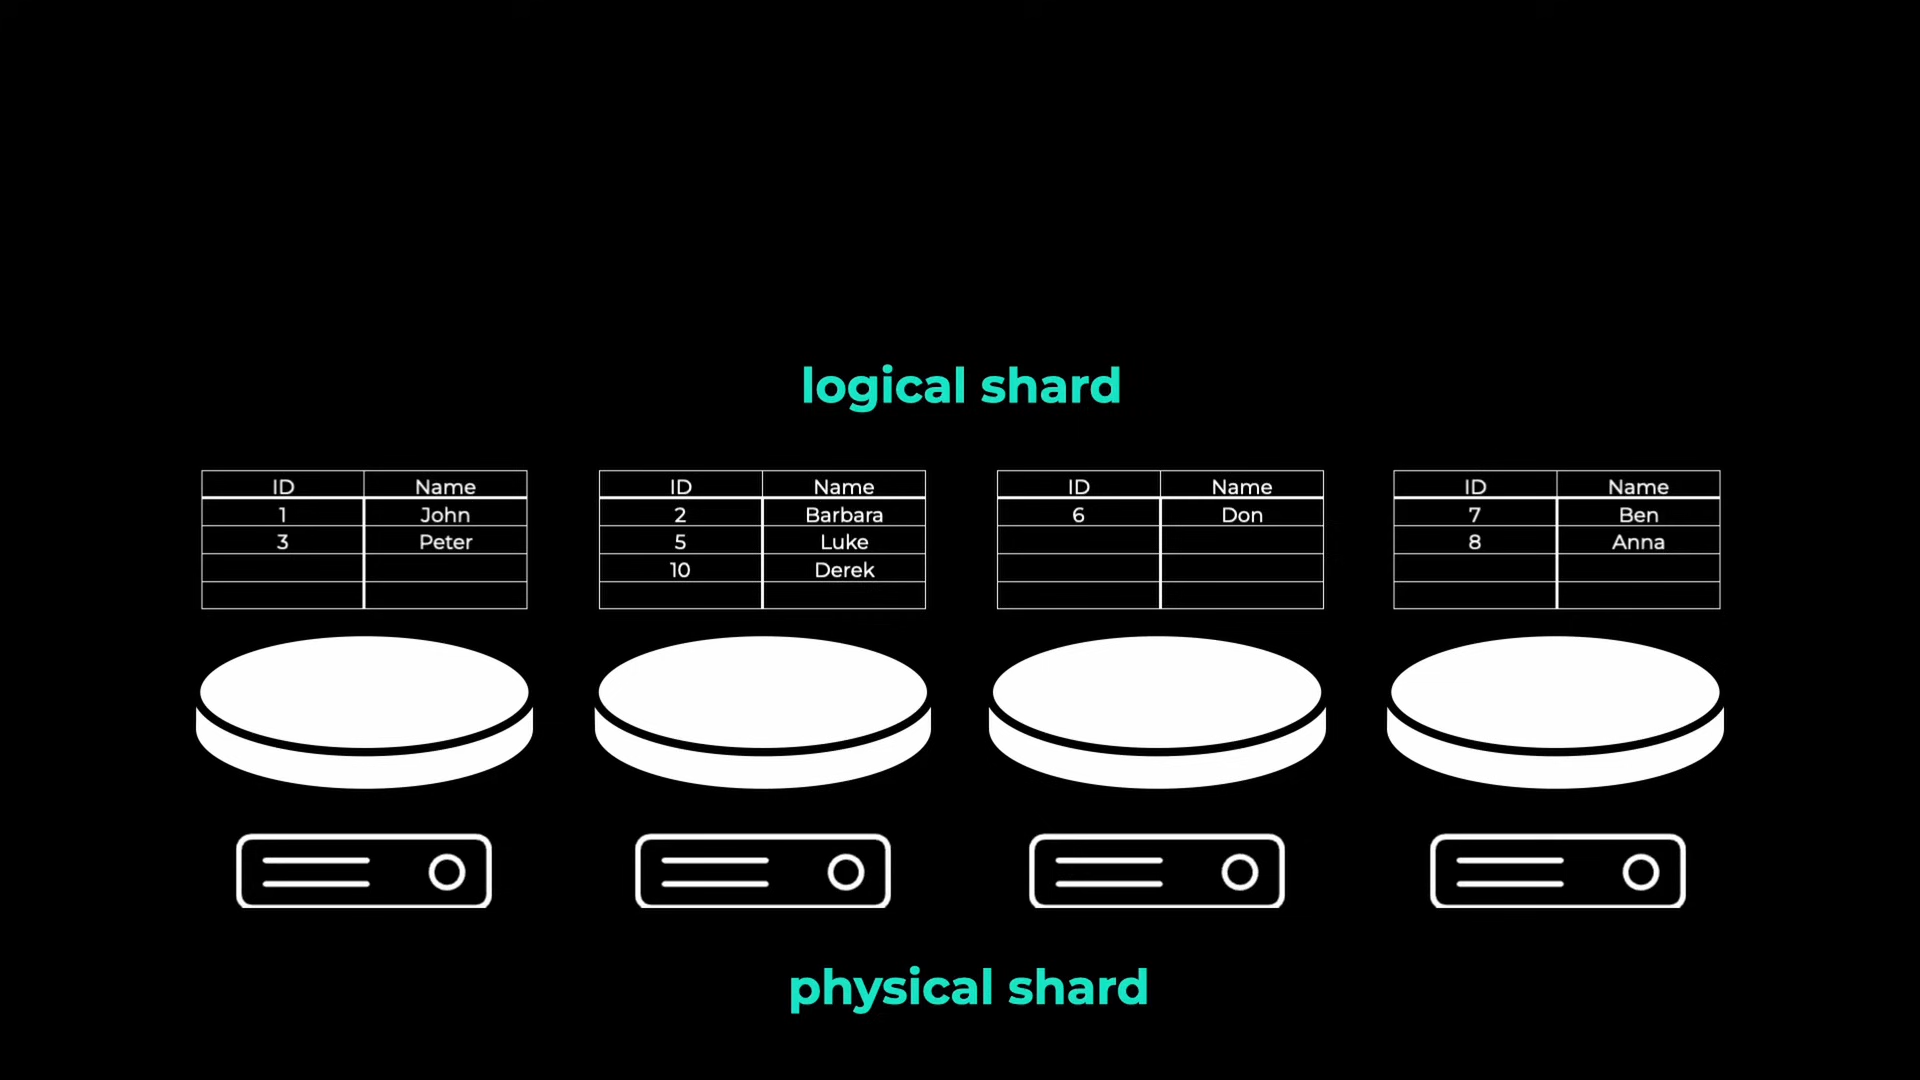 logical shard
ID Name
1 John
3 Peter
ID Name
2 Barbara
5 Luke
10 Derek
ID Name
6 Don
ID Name
7 Ben
8 Anna
physical shard